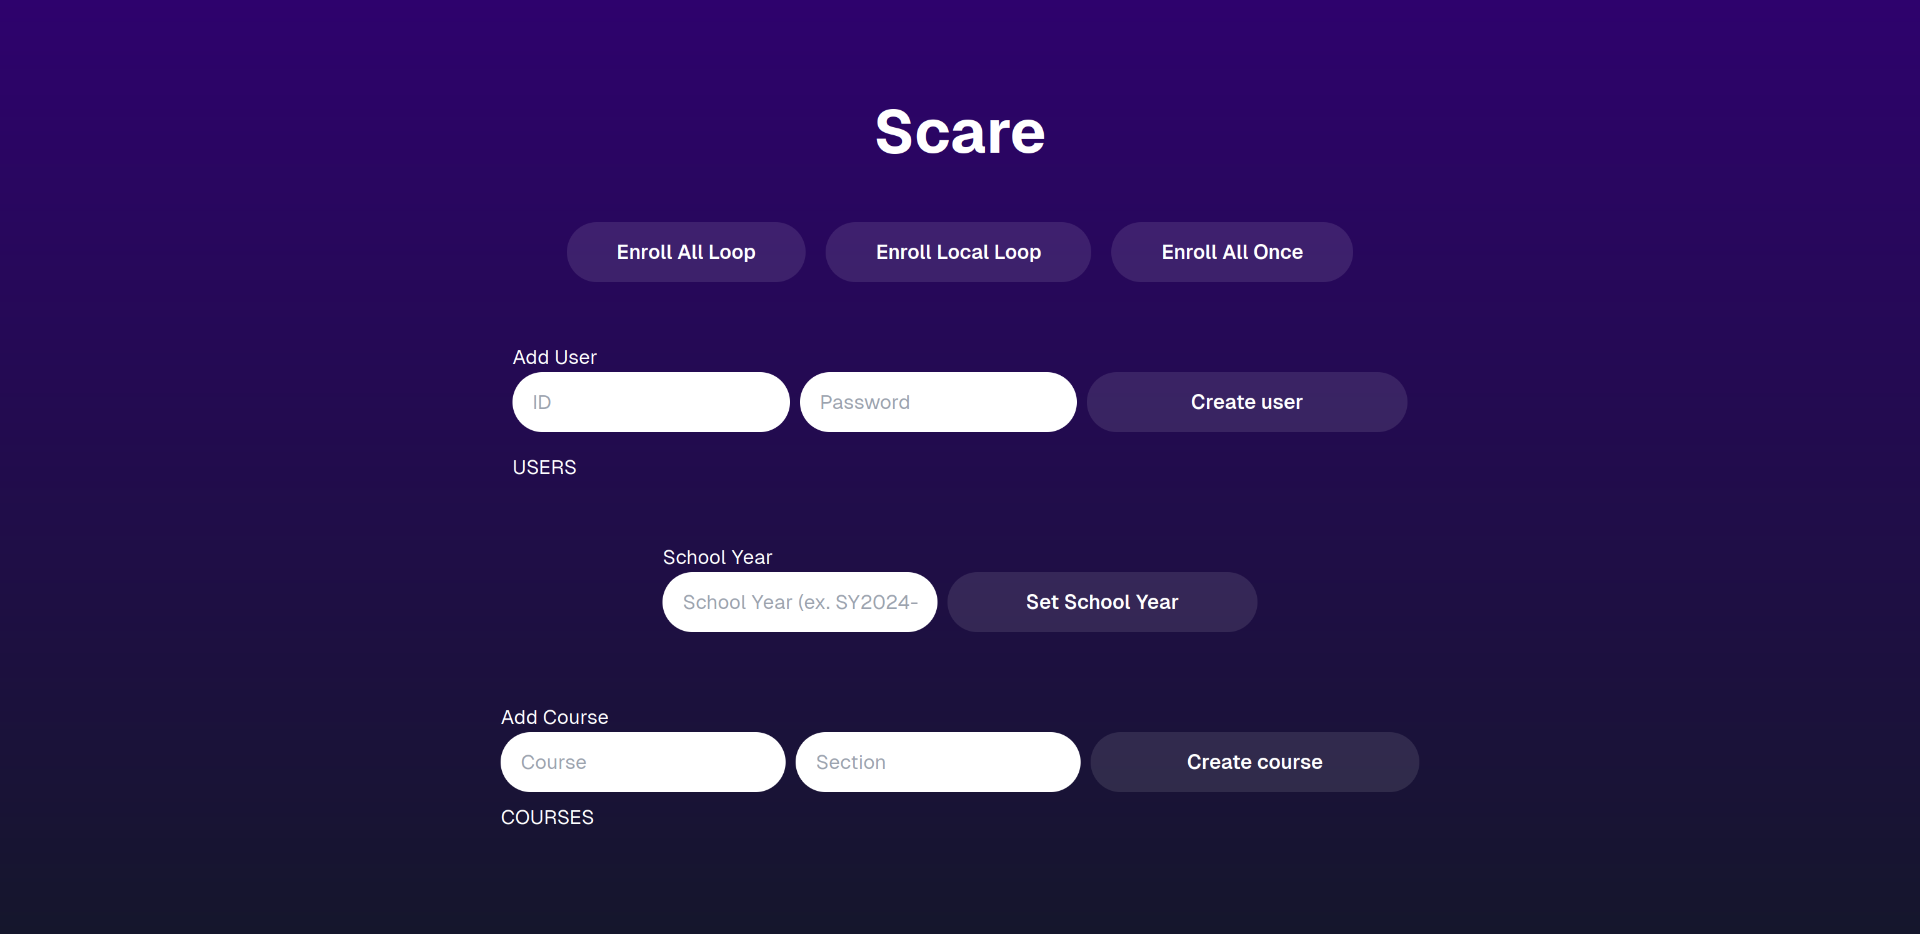 Scare
Enroll All Loop
Enroll Local Loop
Enroll All Once
Add User
ID
Password
Create user
USERS
School Year
School Year (ex. SY2024-
Set School Year
Add Course
Course
Section
Create course
COURSES